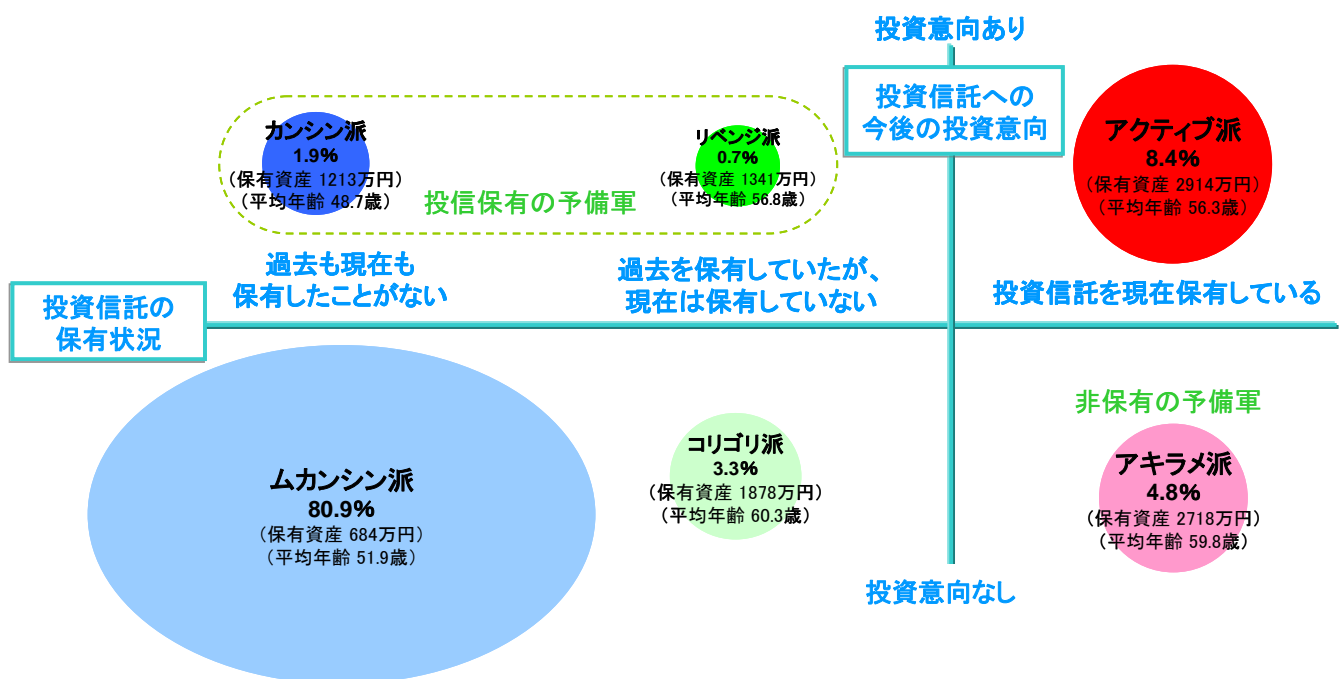 投資意向あり
投資信託への
今後の投資意向
カンシン派
1.9%
（保有資産 1213万円）
（平均年齢 48.7歳）
投信保有の予備軍
リベンジ派
0.7%
（保有資産 1341万円）
（平均年齢 56.8歳）
アクティブ派
8.4%
（保有資産 2914万円）
（平均年齢 56.3歳）
過去も現在も
保有したことがない
過去を保有していたが、
現在は保有していない
投資信託を現在保有している
投資信託の
保有状況
ムカンシン派
80.9%
（保有資産 684万円）
（平均年齢 51.9歳）
コリゴリ派
3.3%
（保有資産 1878万円）
（平均年齢 60.3歳）
非保有の予備軍
アキラメ派
4.8%
（保有資産 2718万円）
（平均年齢 59.8歳）
投資意向なし